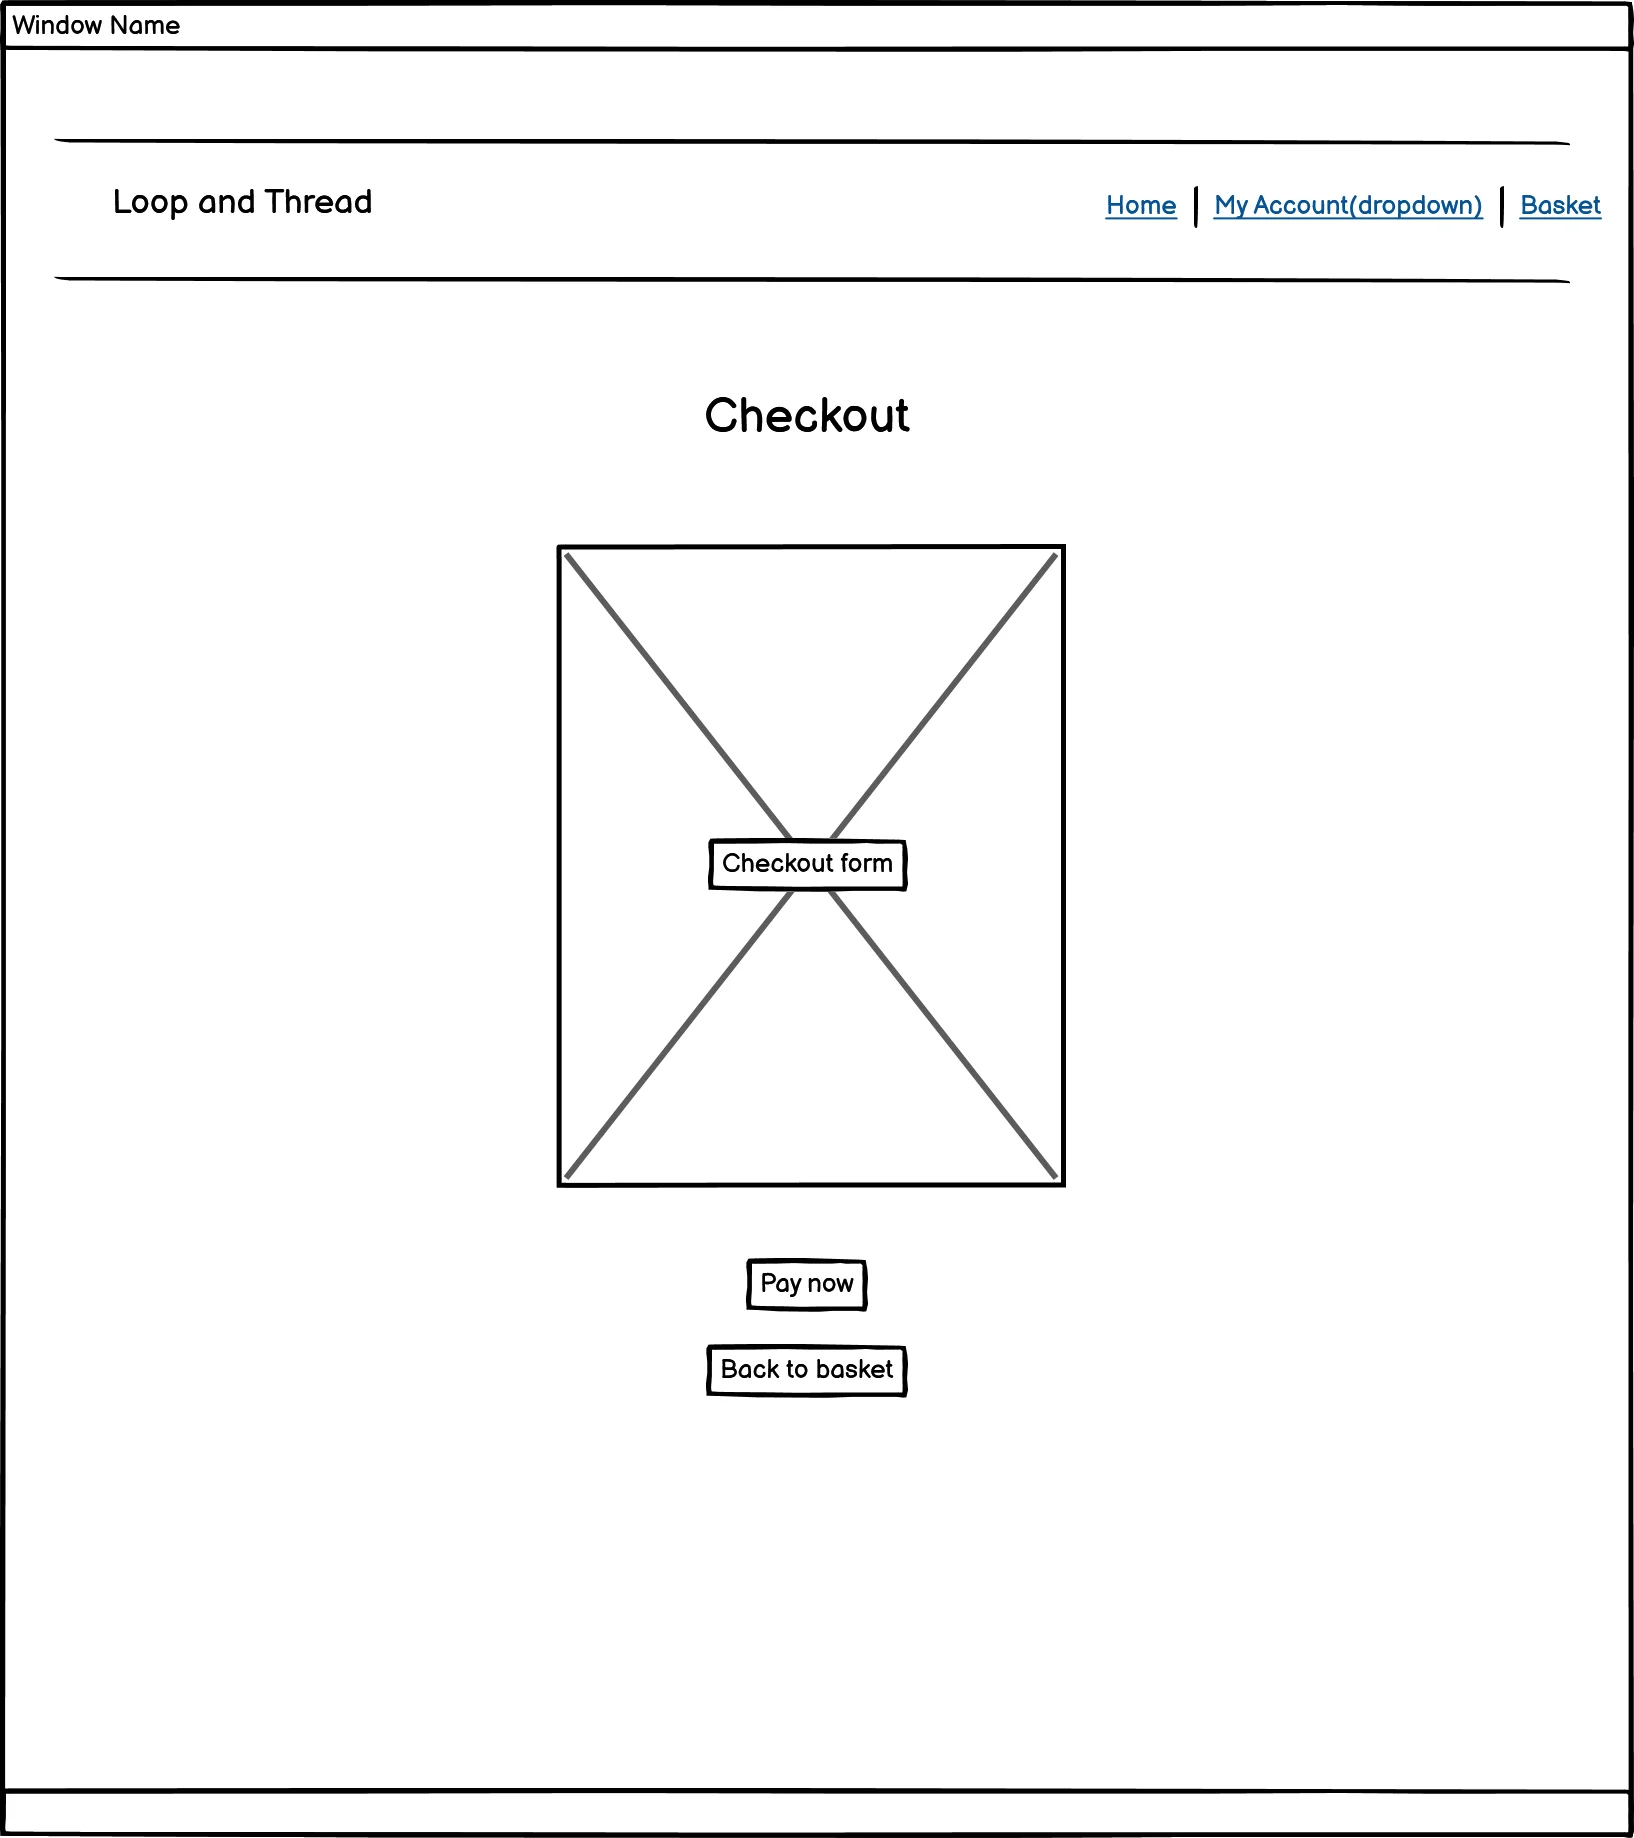 Window Name
Loop and Thread
Home | My Account(dropdown) | Basket
Checkout
Checkout form
Pay now
Back to basket